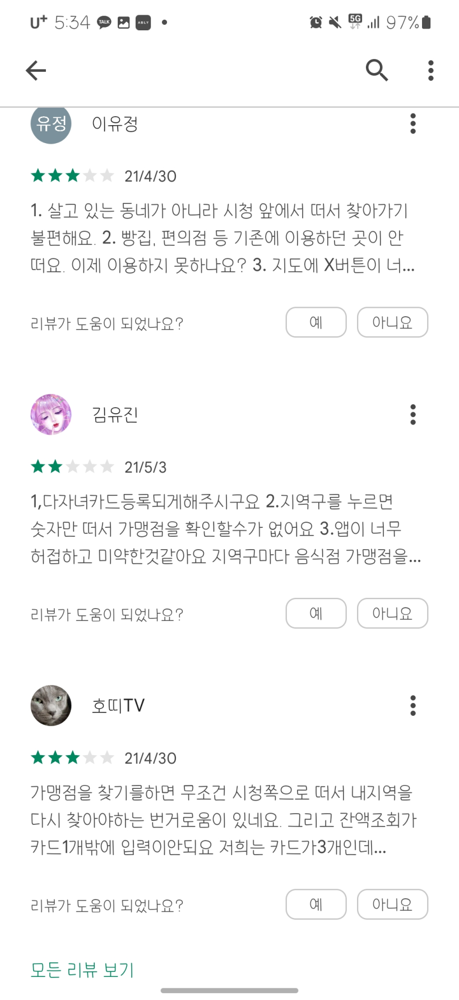 U+ 5:34 TALK ABLY 5G 97%
유정 이유정
21/4/30
1. 살고 있는 동네가 아니라 시청 앞에서 떠서 찾아가기
불편해요. 2. 빵집, 편의점 등 기존에 이용하던 곳이 안
떠요. 이제 이용하지 못하나요? 3. 지도에 X버튼이 너...
리뷰가 도움이 되었나요? 예 아니요
김유진
21/5/3
1,다자녀카드등록되게해주시구요 2.지역구를 누르면
숫자만 떠서 가맹점을 확인할수가 없어요 3.앱이 너무
허접하고 미약한것같아요 지역구마다 음식점 가맹점을...
리뷰가 도움이 되었나요? 예 아니요
호띠TV
21/4/30
가맹점을 찾기를하면 무조건 시청쪽으로 떠서 내지역을
다시 찾아야하는 번거로움이 있네요. 그리고 잔액조회가
카드1개밖에 입력이안되요 저희는 카드가3개인데...
리뷰가 도움이 되었나요? 예 아니요
모든 리뷰 보기